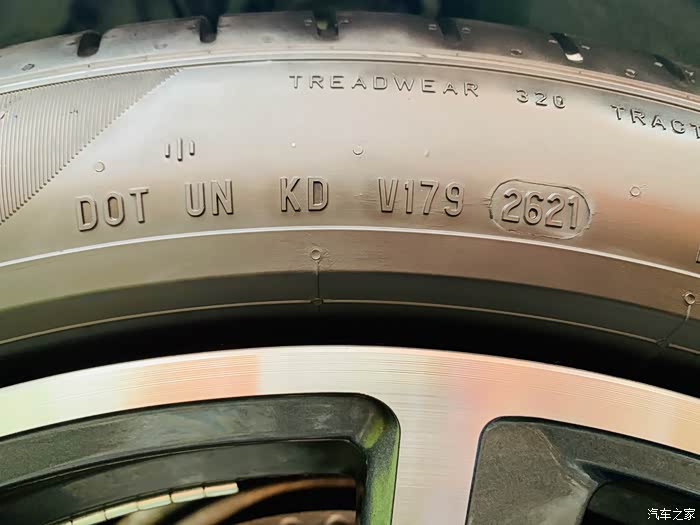 TREADWEAR 320 TRACT
DOT UN KD V179 2621
汽车之家